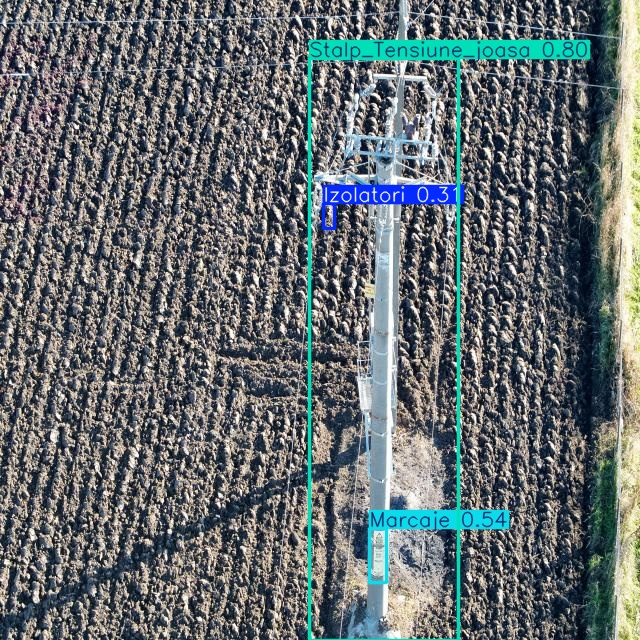 Stalp_Tensiune_joasa 0.80
Izolatori 0.31
Marcaje 0.54